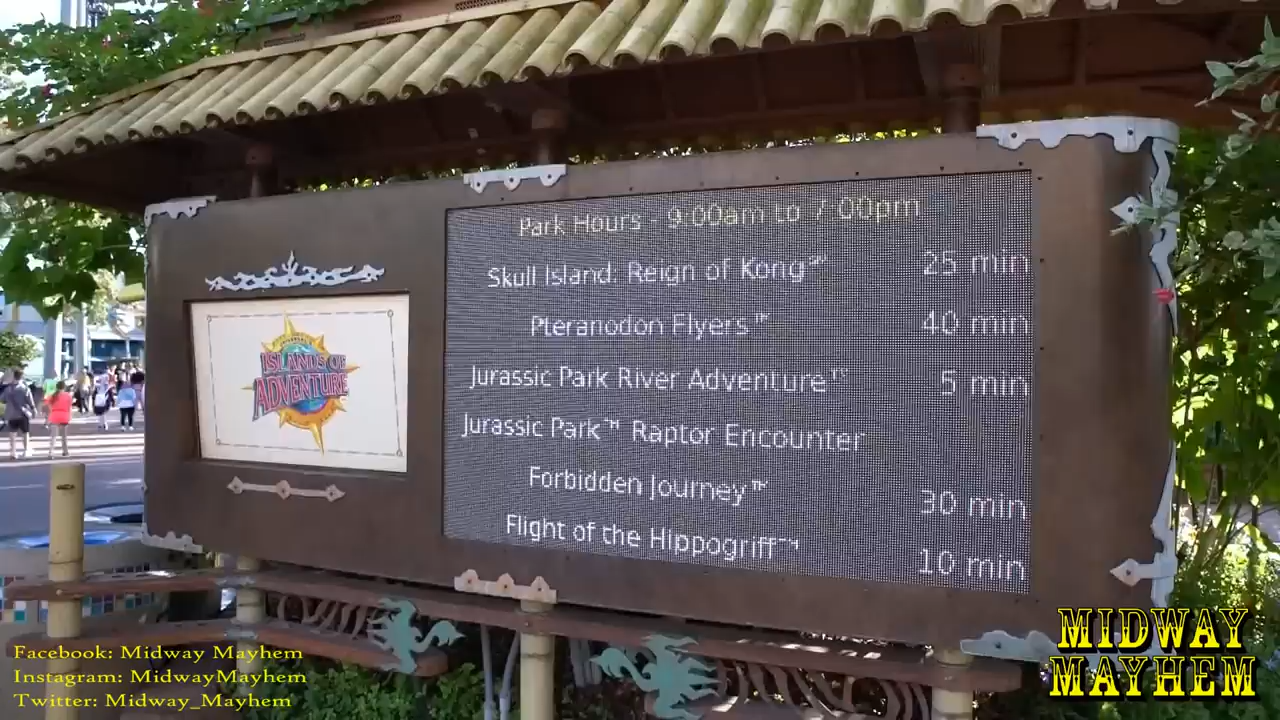 Park Hours - 9:00am to 7:00pm
Skull Island: Reign of Kong℠ 25 min
Pteranodon Flyers™ 40 min
Jurassic Park River Adventure™ 5 min
Jurassic Park™ Raptor Encounter
Forbidden Journey™ 30 min
Flight of the Hippogriff™ 10 min
ISLANDS OF
ADVENTURE
Facebook: Midway Mayhem
Instagram: MidwayMayhem
Twitter: Midway_Mayhem
MIDWAY
MAYHEM